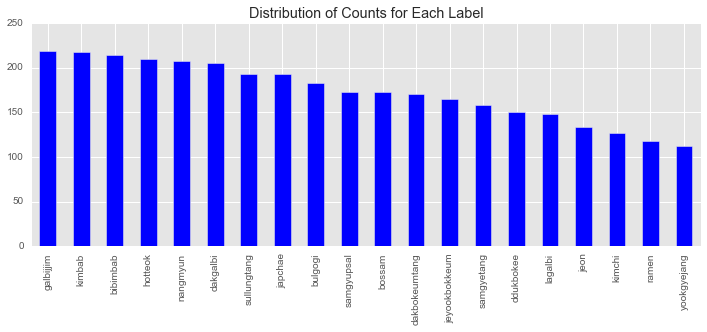 Distribution of Counts for Each Label
250
200
150
100
50
0
galbijjim
kimbab
bibimbab
hotteok
nangmyun
dakgalbi
sullungtang
japchae
bulgogi
samgyupsal
bossam
dakbokeumtang
jeyookbokkeum
samgyetang
ddukbokee
lagalbi
jeon
kimchi
ramen
yookgyejang